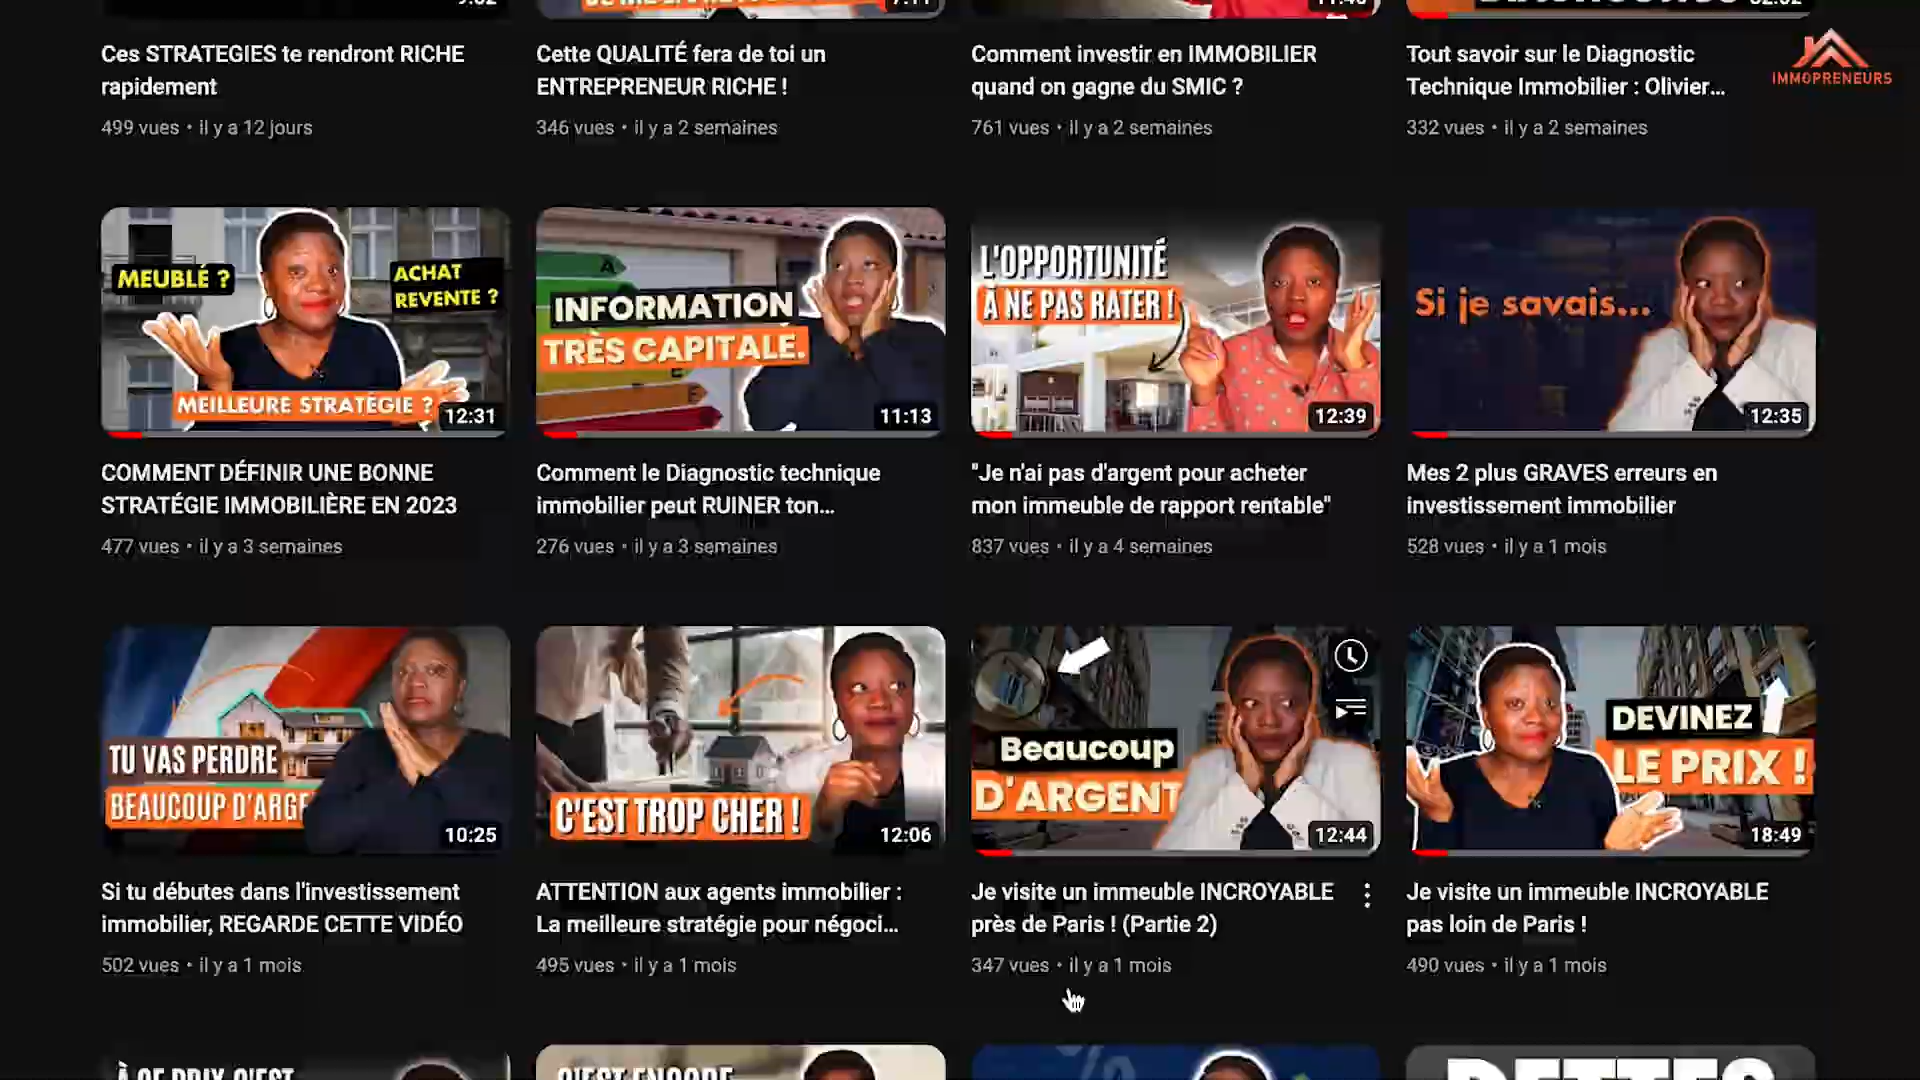 Ces STRATEGIES te rendront RICHE
rapidement
499 vues • il y a 12 jours
Cette QUALITÉ fera de toi un
ENTREPRENEUR RICHE !
346 vues • il y a 2 semaines
Comment investir en IMMOBILIER
quand on gagne du SMIC ?
761 vues • il y a 2 semaines
Tout savoir sur le Diagnostic
Technique Immobilier : Olivier...
332 vues • il y a 2 semaines
IMMOPRENEURS
MEUBLÉ ?
ACHAT
REVENTE ?
MEILLEURE STRATÉGIE ?
12:31
COMMENT DÉFINIR UNE BONNE
STRATÉGIE IMMOBILIÈRE EN 2023
477 vues • il y a 3 semaines
A
INFORMATION
TRÈS CAPITALE.
11:13
Comment le Diagnostic technique
immobilier peut RUINER ton...
276 vues • il y a 3 semaines
L'OPPORTUNITÉ
À NE PAS RATER !
12:39
"Je n'ai pas d'argent pour acheter
mon immeuble de rapport rentable"
837 vues • il y a 4 semaines
Si je savais...
12:35
Mes 2 plus GRAVES erreurs en
investissement immobilier
528 vues • il y a 1 mois
TU VAS PERDRE
BEAUCOUP D'ARGE
10:25
Si tu débutes dans l'investissement
immobilier, REGARDE CETTE VIDÉO
502 vues • il y a 1 mois
C'EST TROP CHER !
12:06
ATTENTION aux agents immobilier :
La meilleure stratégie pour négoci...
495 vues • il y a 1 mois
Beaucoup
D'ARGENT
12:44
Je visite un immeuble INCROYABLE
près de Paris ! (Partie 2)
347 vues • il y a 1 mois
DEVINEZ
LE PRIX !
18:49
Je visite un immeuble INCROYABLE
pas loin de Paris !
490 vues • il y a 1 mois
À CE PRIX C'EST
C'EST ENCORE
DETTES